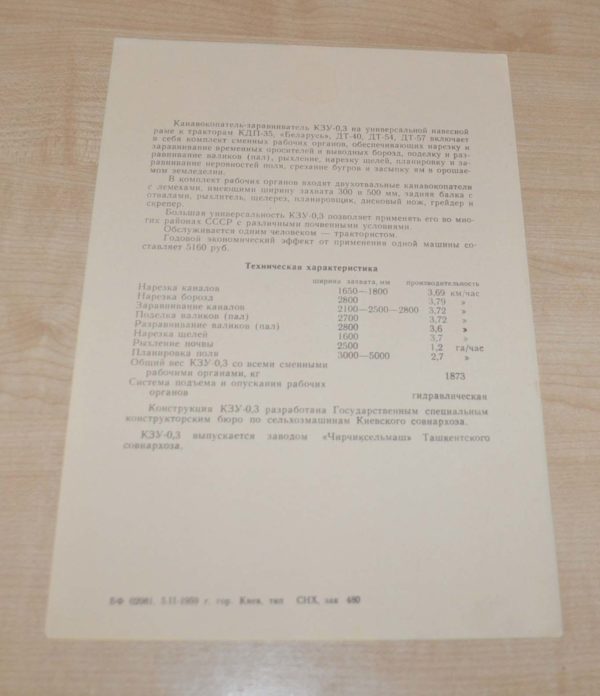 Канавокопатель-заравниватель КЗУ-0,3 на универсальной навесной
раме к тракторам КДП-35, «Беларусь», ДТ-40, ДТ-54, ДТ-57 включает
в себя комплект сменных рабочих органов, обеспечивающих нарезку и
заравнивание временных оросителей и выводных борозд, поделку и раз-
равнивание валиков (пал), рыхление, нарезку щелей, планировку и за-
равнивание неровностей поля, срезание бугров и засыпку ям в орошае-
мом земледелии.
В комплект рабочих органов входят двухотвальные канавокопатели
с лемехами, имеющими ширину захвата 300 и 500 мм, задняя балка с
отвалами, рыхлитель, щелерез, планировщик, дисковый нож, грейдер и
скрепер.
Большая универсальность КЗУ-0,3 позволяет применять его во мно-
гих районах СССР с различными почвенными условиями.
Обслуживается одним человеком — трактористом.
Годовой экономический эффект от применения одной машины со-
ставляет 5160 руб.
Техническая характеристика
ширина захвата, мм производительность
Нарезка каналов 1650—1800 3,69 км/час
Нарезка борозд 2800 3,79 »
Заравнивание каналов 2100—2500—2800 3,72 »
Поделка валиков (пал) 2700 3,72 »
Разравнивание валиков (пал) 2800 3,6 »
Нарезка щелей 1600 3,7 »
Рыхление почвы 2500 1,2 га/час
Планировка поля 3000—5000 2,7 »
Общий вес КЗУ-0,3 со всеми сменными
рабочими органами, кг 1873
Система подъема и опускания рабочих
органов гидравлическая
Конструкция КЗУ-0,3 разработана Государственным специальным
конструкторским бюро по сельхозмашинам Киевского совнархоза.
КЗУ-0,3 выпускается заводом «Чирчиксельмаш» Ташкентского
совнархоза.
БФ 1959 г. гор. Киев, тип СНХ, зак 480